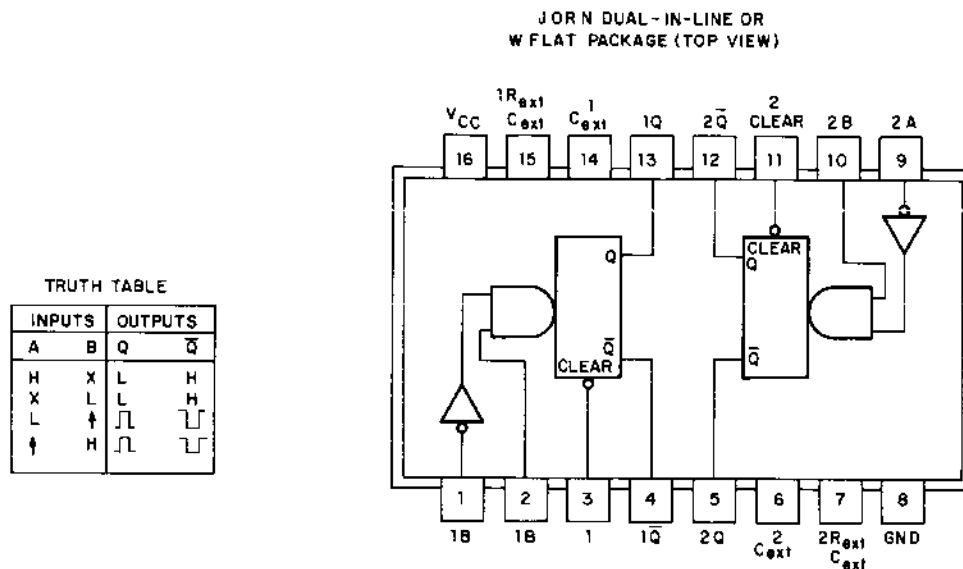 J OR N DUAL-IN-LINE OR
W FLAT PACKAGE (TOP VIEW)
VCC
1Rext
Cext
1
Cext
1Q
2Q̅
2
CLEAR
2B
2A
16 15 14 13 12 11 10 9
Q
Q̅
CLEAR
CLEAR
Q
Q̅
1 2 3 4 5 6 7 8
1B
1B
1
1Q̅
2Q
2
Cext
2Rext
Cext
GND
TRUTH TABLE
INPUTS OUTPUTS
A B Q Q̅
H X L H
X L L H
L ↑
↑ H